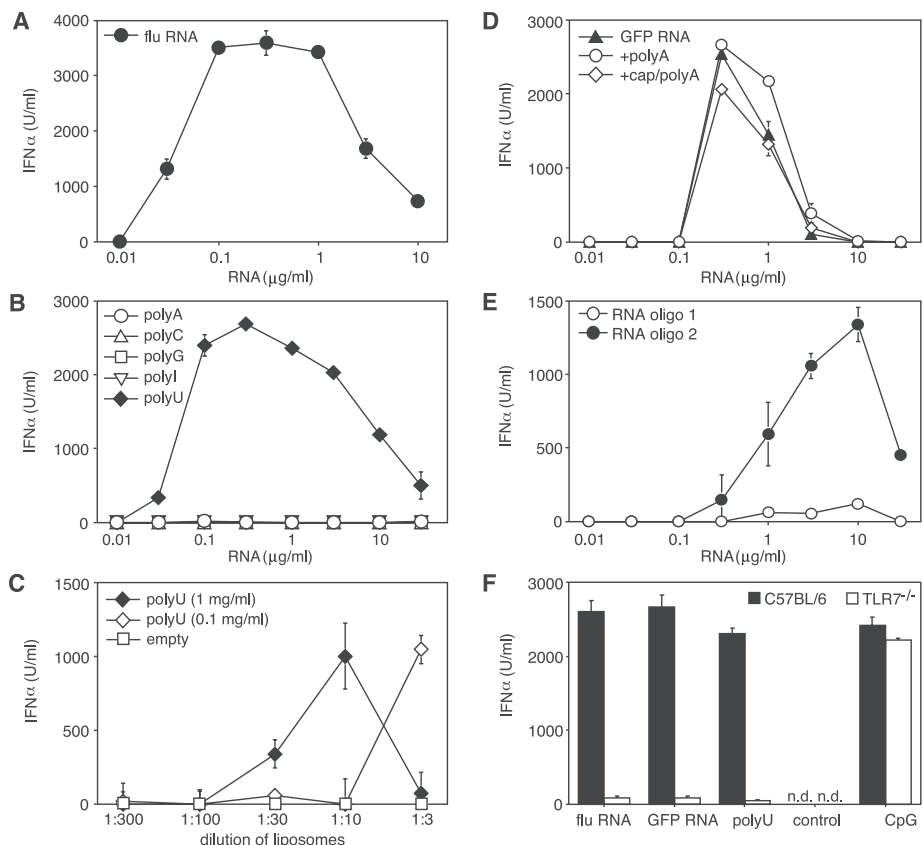 A
flu RNA
4000
3000
2000
1000
0
IFNα (U/ml)
0.01 0.1 1 10
RNA (µg/ml)
B
polyA
polyC
polyG
polyI
polyU
3000
2000
1000
0
IFNα (U/ml)
0.01 0.1 1 10
RNA (µg/ml)
C
polyU (1 mg/ml)
polyU (0.1 mg/ml)
empty
1500
1000
500
0
IFNα (U/ml)
1:300 1:100 1:30 1:10 1:3
dilution of liposomes
D
GFP RNA
+polyA
+cap/polyA
3000
2000
1000
0
IFNα (U/ml)
0.01 0.1 1 10
RNA (µg/ml)
E
RNA oligo 1
RNA oligo 2
1500
1000
500
0
IFNα (U/ml)
0.01 0.1 1 10
RNA (µg/ml)
F
C57BL/6 TLR7-/-
3000
2000
1000
0
IFNα (U/ml)
n.d. n.d.
flu RNA GFP RNA polyU control CpG